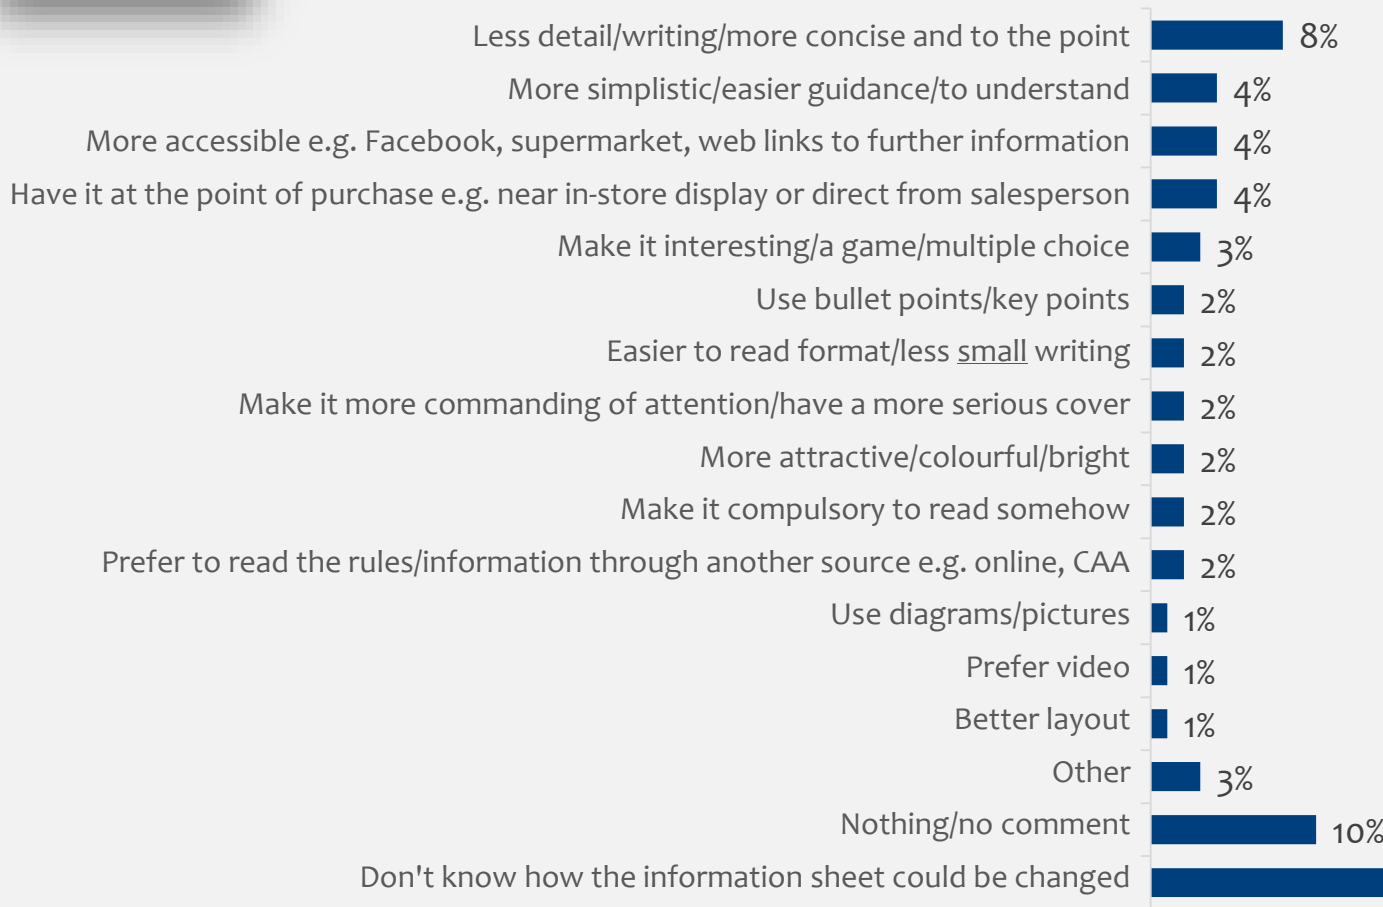 Less detail/writing/more concise and to the point 8%
More simplistic/easier guidance/to understand 4%
More accessible e.g. Facebook, supermarket, web links to further information 4%
Have it at the point of purchase e.g. near in-store display or direct from salesperson 4%
Make it interesting/a game/multiple choice 3%
Use bullet points/key points 2%
Easier to read format/less small writing 2%
Make it more commanding of attention/have a more serious cover 2%
More attractive/colourful/bright 2%
Make it compulsory to read somehow 2%
Prefer to read the rules/information through another source e.g. online, CAA 2%
Use diagrams/pictures 1%
Prefer video 1%
Better layout 1%
Other 3%
Nothing/no comment 10%
Don't know how the information sheet could be changed